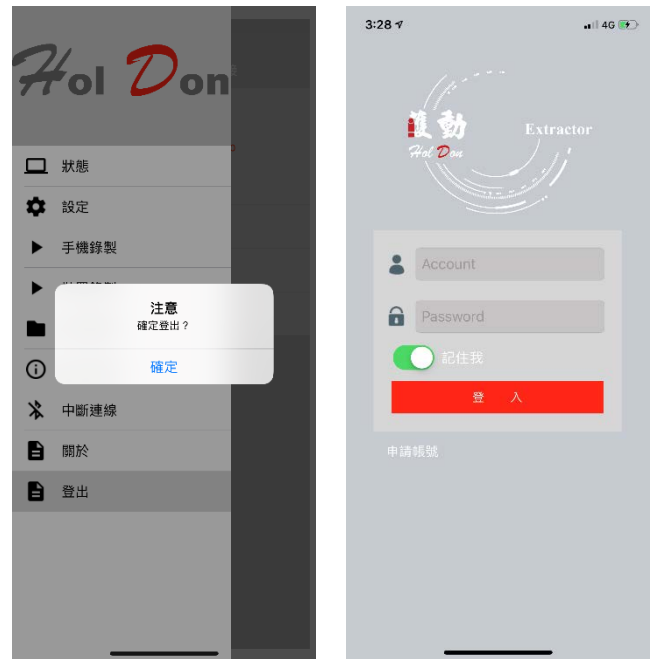 Hol Don
狀態
設定
手機錄製
注意
確定登出？
確定
中斷連線
關於
登出
3:28
4G
護動
Hol Don
Extractor
Account
Password
記住我
登 入
申請帳號